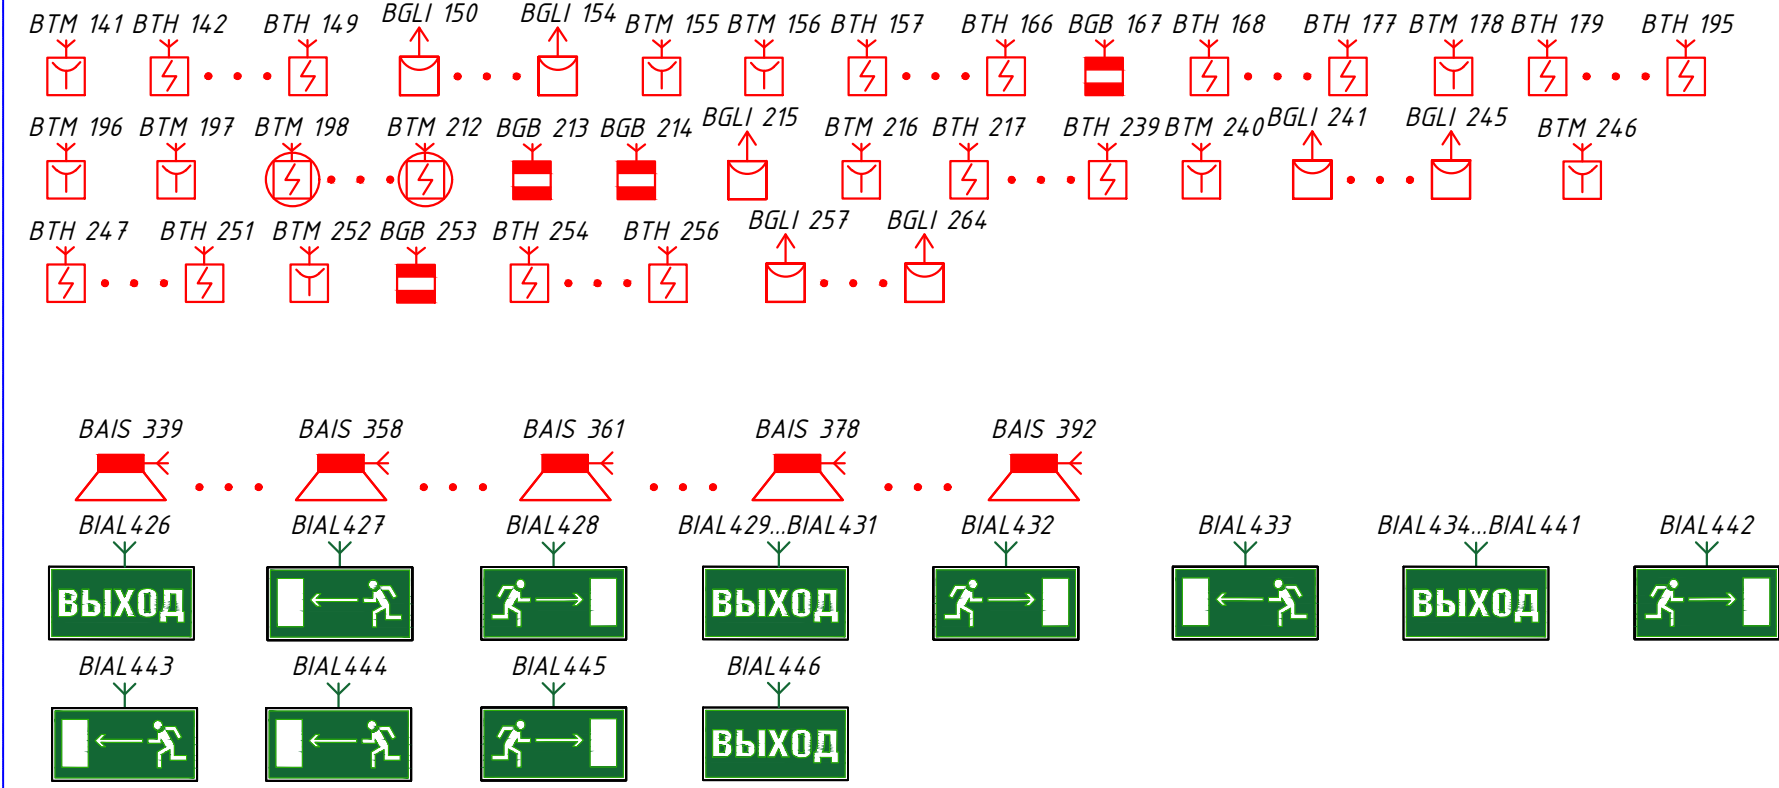 BTM 141 BTH 142 BTH 149 BGLI 150 BGLI 154 BTM 155 BTM 156 BTH 157 BTH 166 BGB 167 BTH 168 BTH 177 BTM 178 BTH 179 BTH 195
BTM 196 BTM 197 BTM 198 BTM 212 BGB 213 BGB 214 BGLI 215 BTM 216 BTH 217 BTH 239 BTM 240 BGLI 241 BGLI 245 BTM 246
BTH 247 BTH 251 BTM 252 BGB 253 BTH 254 BTH 256 BGLI 257 BGLI 264
BAIS 339 BAIS 358 BAIS 361 BAIS 378 BAIS 392
BIAL426 BIAL427 BIAL428 BIAL429...BIAL431 BIAL432 BIAL433 BIAL434...BIAL441 BIAL442
ВЫХОД ВЫХОД ВЫХОД
BIAL443 BIAL444 BIAL445 BIAL446
ВЫХОД